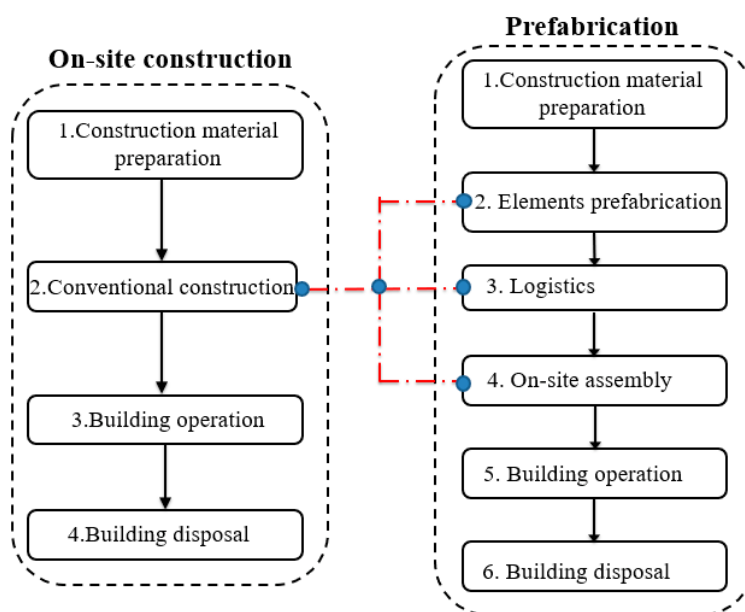 On-site construction
1.Construction material
preparation
2.Conventional construction
3.Building operation
4.Building disposal
Prefabrication
1.Construction material
preparation
2. Elements prefabrication
3. Logistics
4. On-site assembly
5. Building operation
6. Building disposal